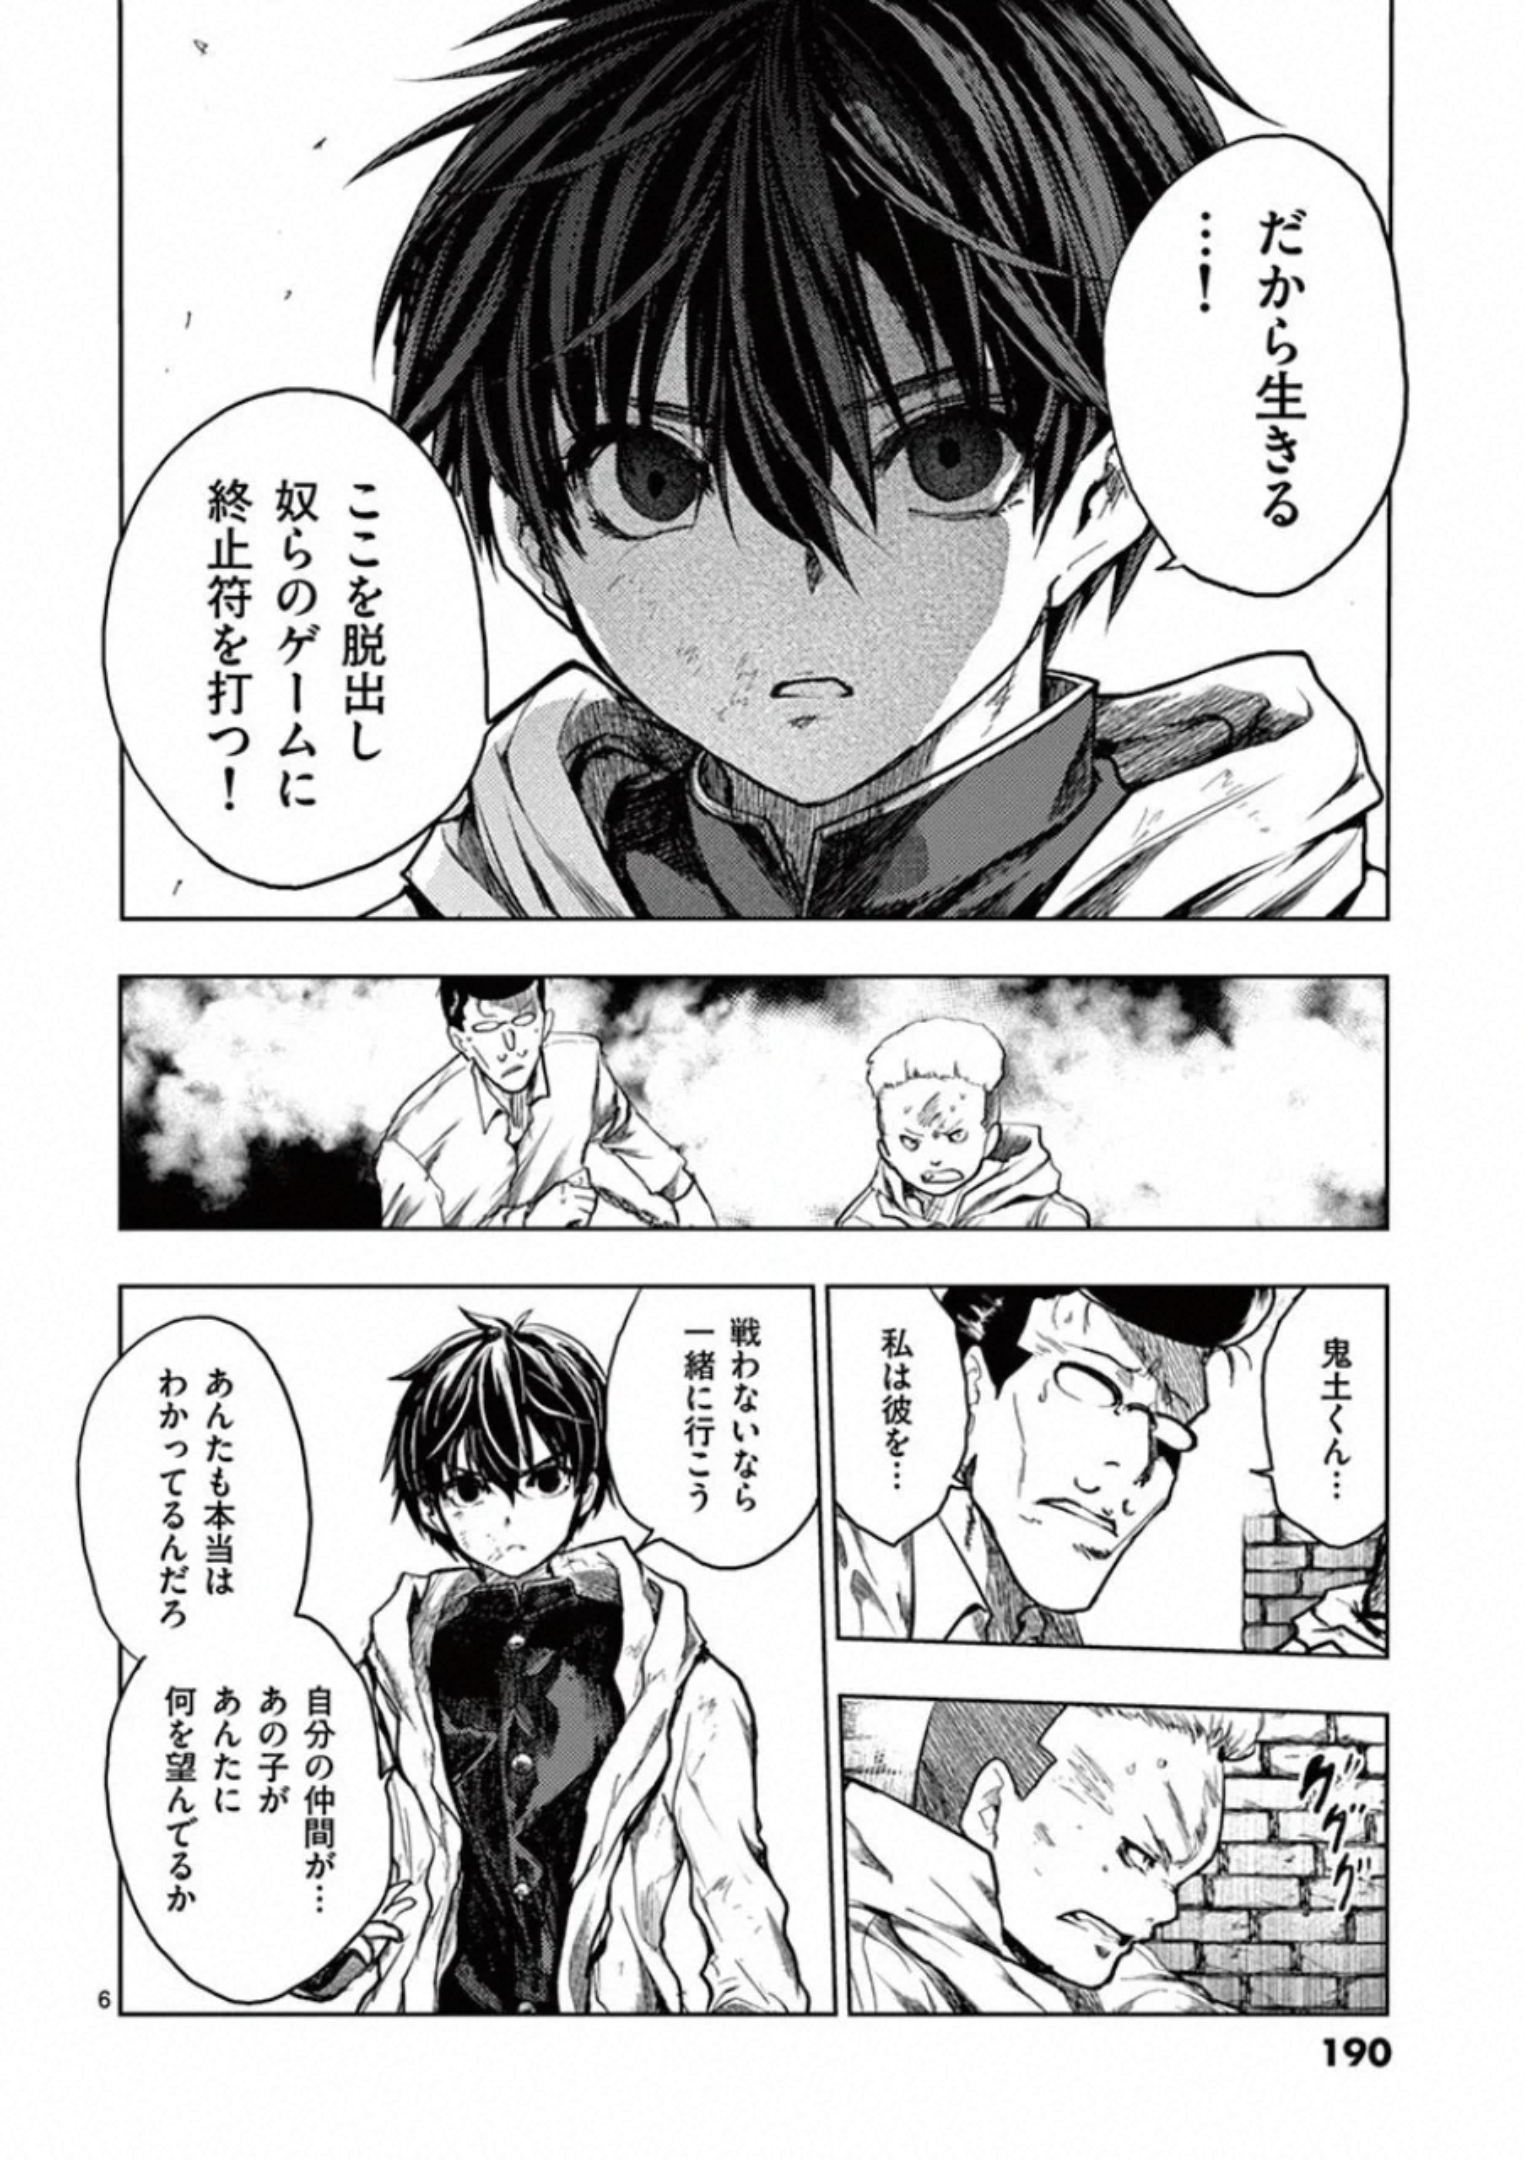 だから生きる
…！
ここを脱出し
奴らのゲームに
終止符を打つ！
鬼土くん…
私は彼を…
ググググ
戦わないなら
一緒に行こう
あんたも本当は
わかってるんだろ
自分の仲間が…
あの子が
あんたに
何を望んでるか
6
190